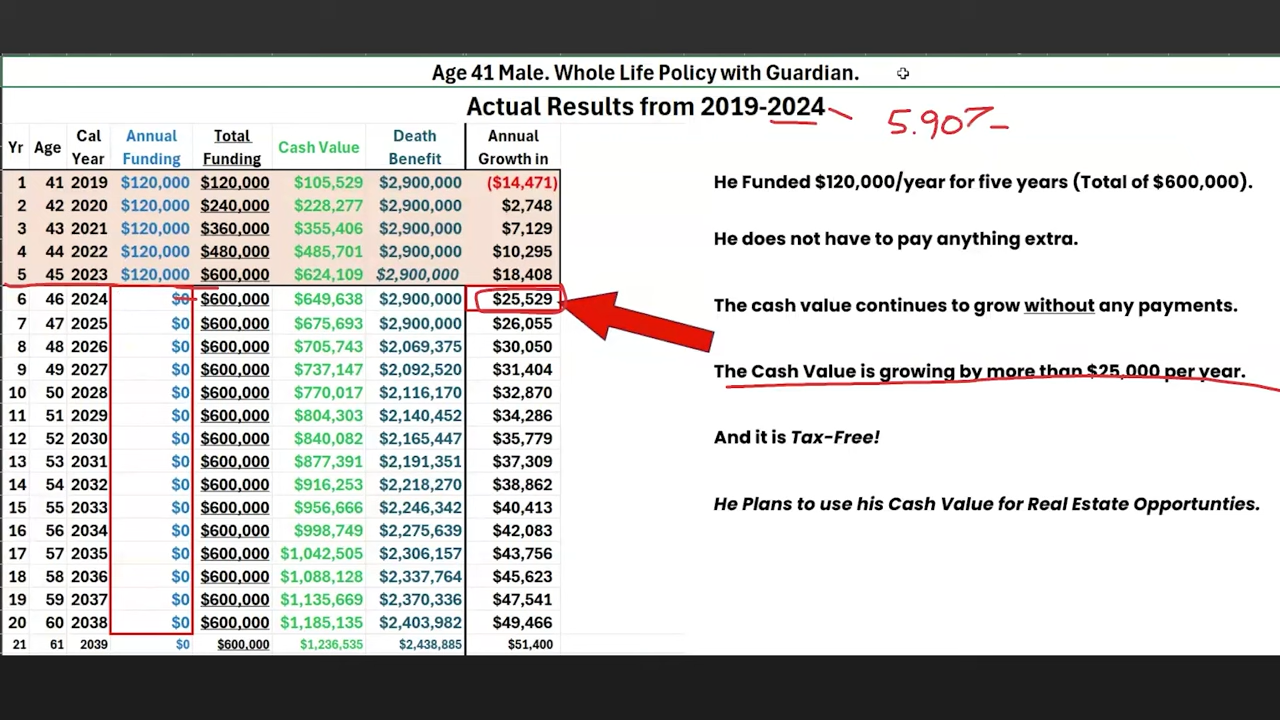 Age 41 Male. Whole Life Policy with Guardian.
Actual Results from 2019-2024
5.90%
Yr Age Cal Year Annual Funding Total Funding Cash Value Death Benefit Annual Growth in
1 41 2019 $120,000 $120,000 $105,529 $2,900,000 ($14,471)
2 42 2020 $120,000 $240,000 $228,277 $2,900,000 $2,748
3 43 2021 $120,000 $360,000 $355,406 $2,900,000 $7,129
4 44 2022 $120,000 $480,000 $485,701 $2,900,000 $10,295
5 45 2023 $120,000 $600,000 $624,109 $2,900,000 $18,408
6 46 2024 $0 $600,000 $649,638 $2,900,000 $25,529
7 47 2025 $0 $600,000 $675,693 $2,900,000 $26,055
8 48 2026 $0 $600,000 $705,743 $2,069,375 $30,050
9 49 2027 $0 $600,000 $737,147 $2,092,520 $31,404
10 50 2028 $0 $600,000 $770,017 $2,116,170 $32,870
11 51 2029 $0 $600,000 $804,303 $2,140,452 $34,286
12 52 2030 $0 $600,000 $840,082 $2,165,447 $35,779
13 53 2031 $0 $600,000 $877,391 $2,191,351 $37,309
14 54 2032 $0 $600,000 $916,253 $2,218,270 $38,862
15 55 2033 $0 $600,000 $956,666 $2,246,342 $40,413
16 56 2034 $0 $600,000 $998,749 $2,275,639 $42,083
17 57 2035 $0 $600,000 $1,042,505 $2,306,157 $43,756
18 58 2036 $0 $600,000 $1,088,128 $2,337,764 $45,623
19 59 2037 $0 $600,000 $1,135,669 $2,370,336 $47,541
20 60 2038 $0 $600,000 $1,185,135 $2,403,982 $49,466
21 61 2039 $0 $600,000 $1,236,535 $2,438,885 $51,400
He Funded $120,000/year for five years (Total of $600,000).
He does not have to pay anything extra.
The cash value continues to grow without any payments.
The Cash Value is growing by more than $25,000 per year.
And it is Tax-Free!
He Plans to use his Cash Value for Real Estate Opportunties.